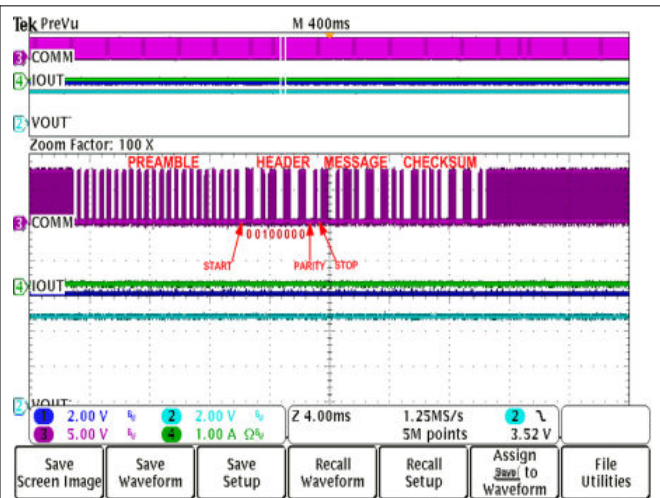 Tek PreVu M 400ms
3 COMM
4 IOUT
2 VOUT
Zoom Factor: 100 X
PREAMBLE HEADER MESSAGE CHECKSUM
3 COMM
00100000
START PARITY STOP
4 IOUT
2 VOUT
1 2.00 V 2 2.00 V Z 4.00ms 1.25MS/s 2
3 5.00 V 4 1.00 A Ω 5M points 3.52 V
Save Screen Image
Save Waveform
Save Setup
Recall Waveform
Recall Setup
Assign Save to Waveform
File Utilities